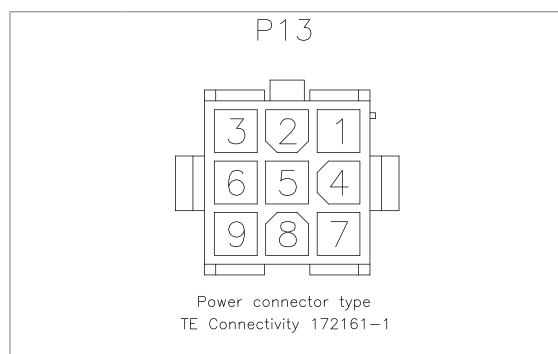 P13
3 2 1
6 5 4
9 8 7
Power connector type
TE Connectivity 172161-1